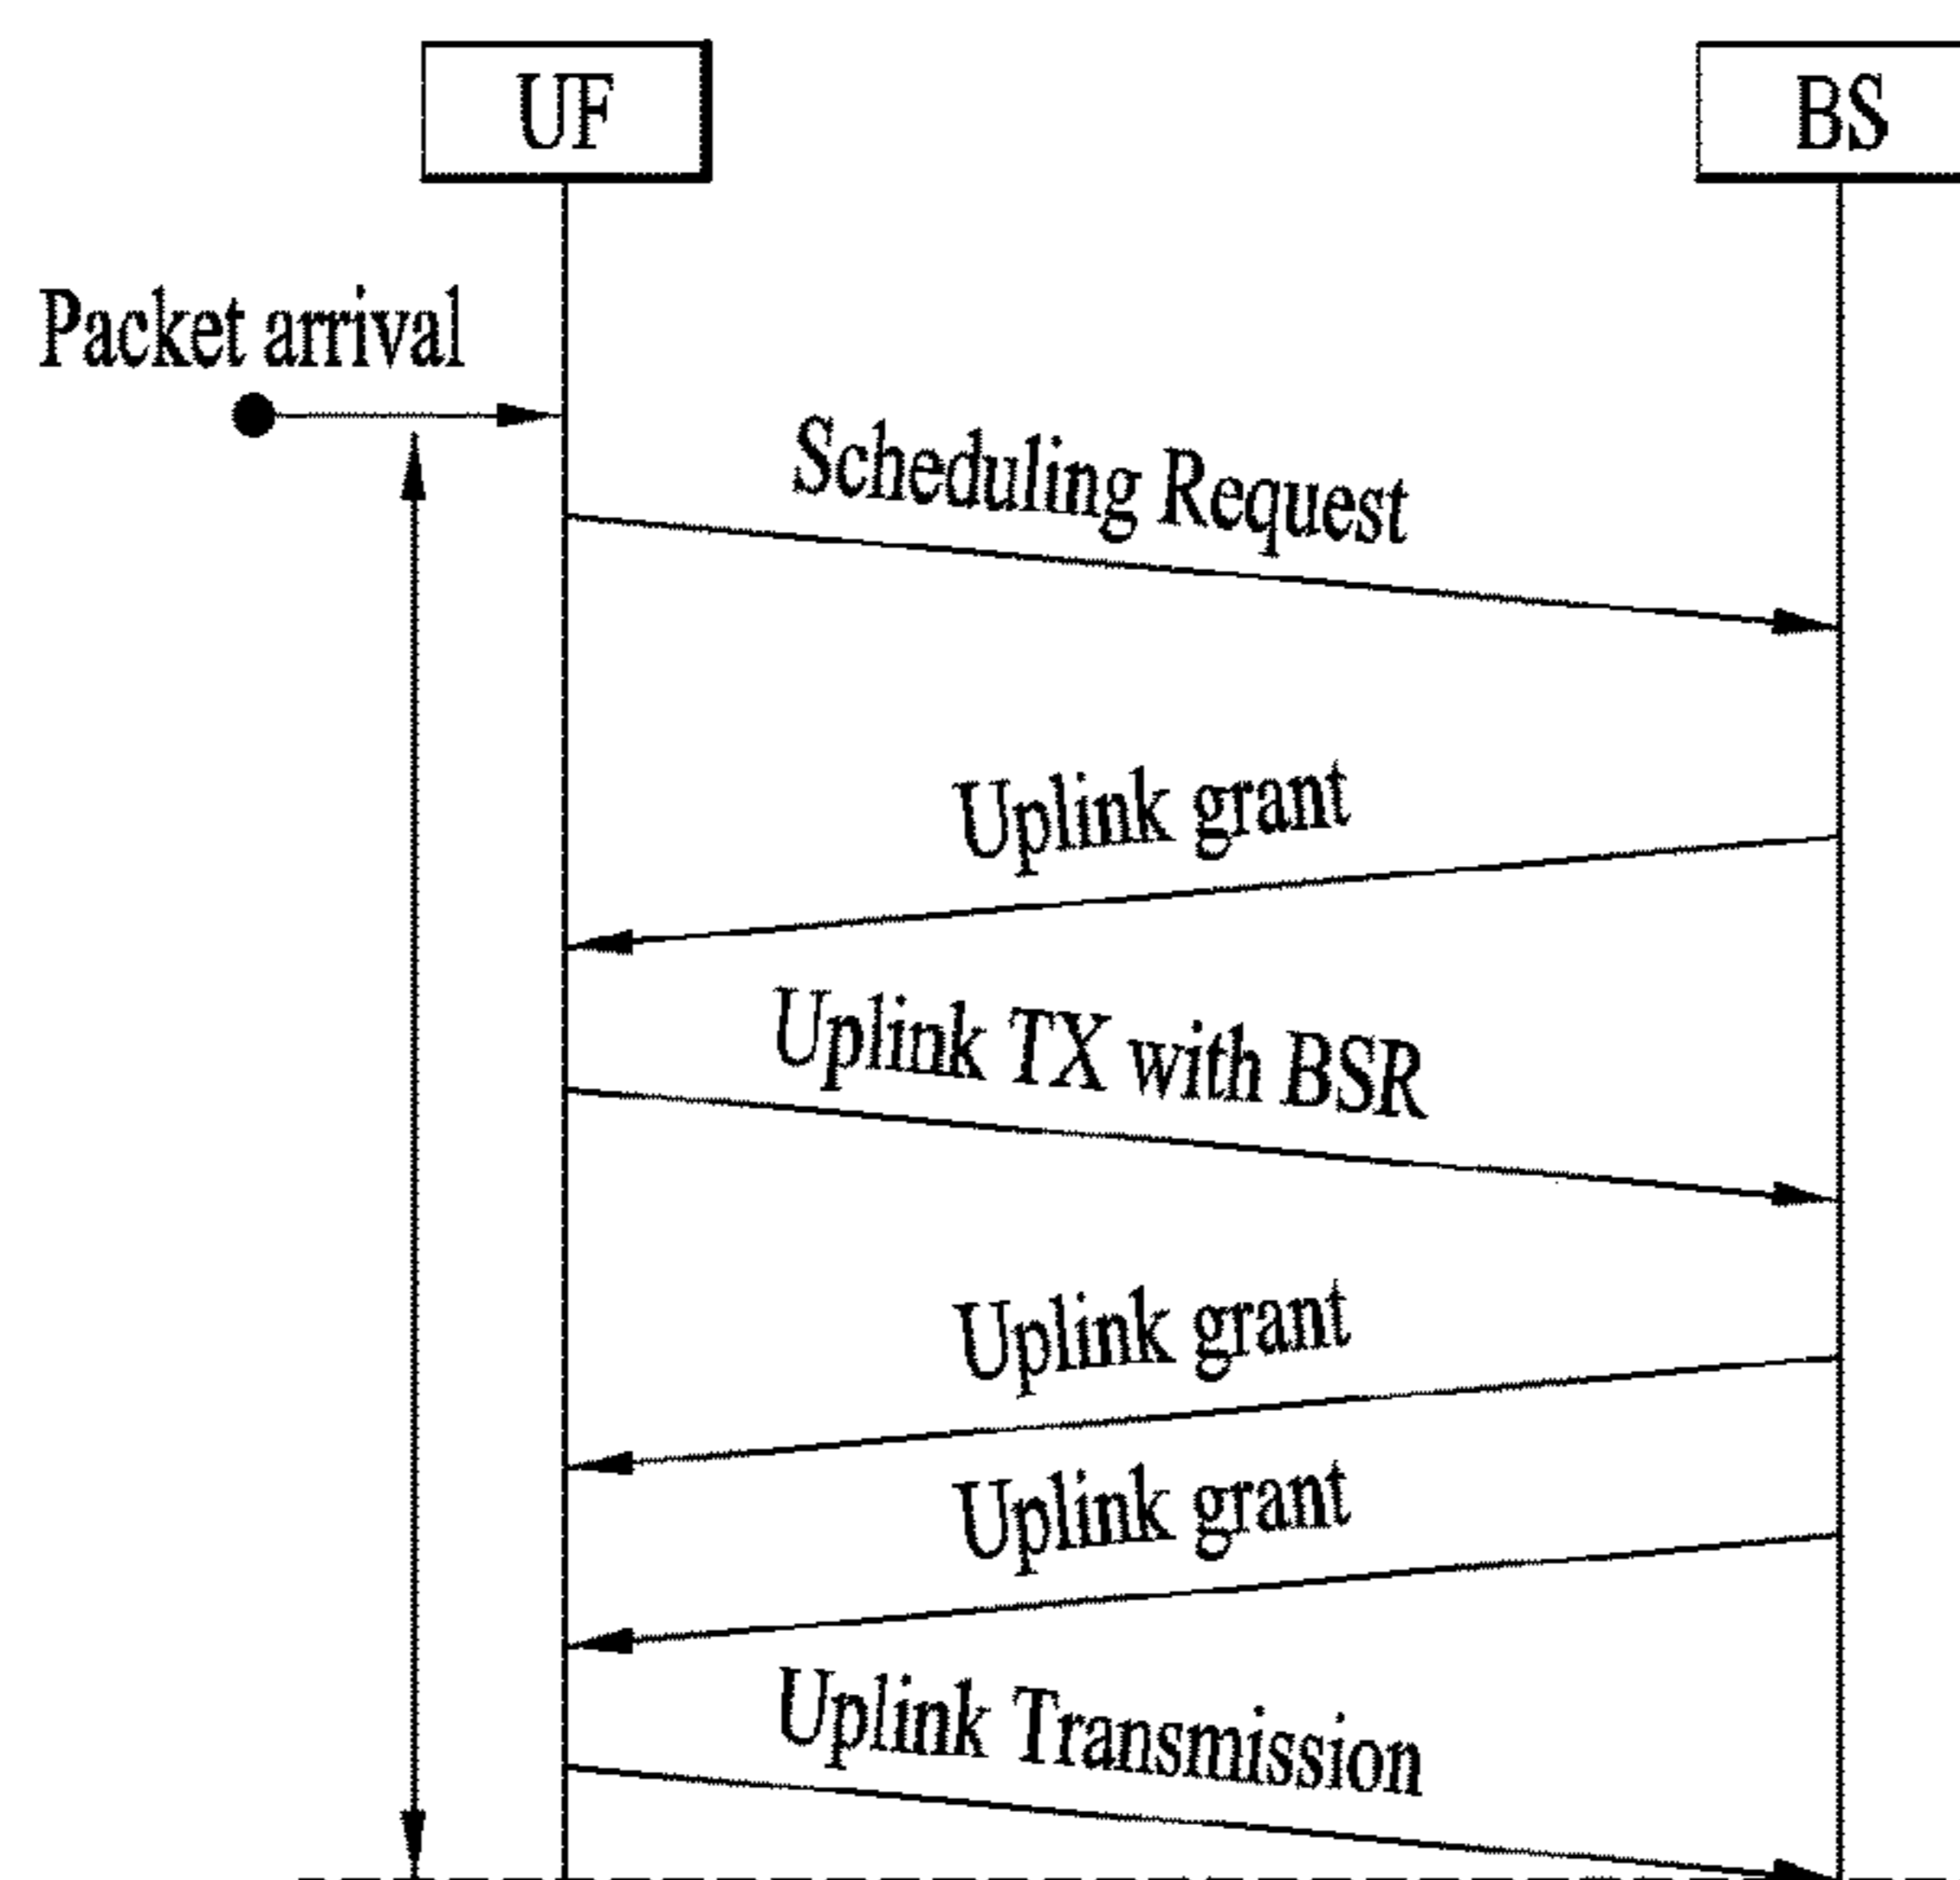 UF
BS
Packet arrival
Scheduling Request
Uplink grant
Uplink TX with BSR
Uplink grant
Uplink grant
Uplink Transmission